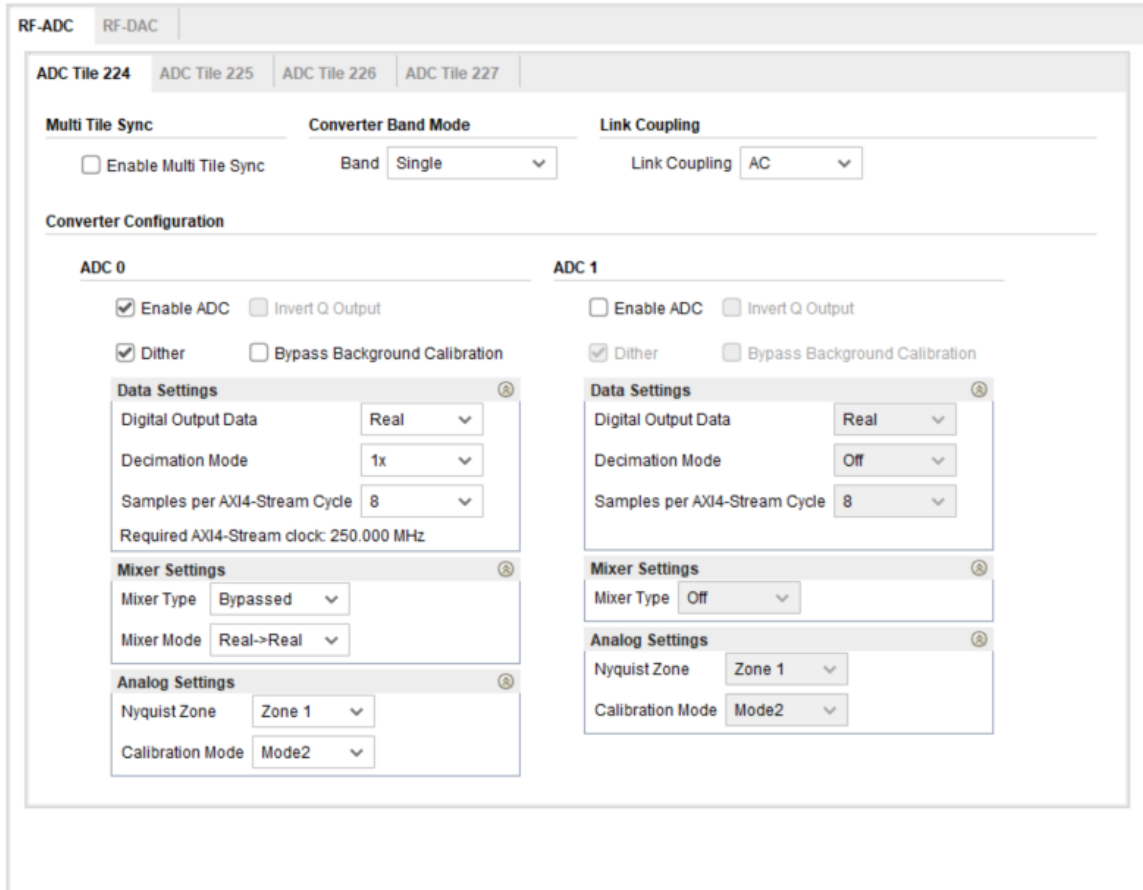 RF-ADC RF-DAC
ADC Tile 224 ADC Tile 225 ADC Tile 226 ADC Tile 227
Multi Tile Sync Converter Band Mode Link Coupling
Enable Multi Tile Sync Band Single Link Coupling AC
Converter Configuration
ADC 0 ADC 1
Enable ADC Invert Q Output Enable ADC Invert Q Output
Dither Bypass Background Calibration Dither Bypass Background Calibration
Data Settings Data Settings
Digital Output Data Real Digital Output Data Real
Decimation Mode 1x Decimation Mode Off
Samples per AXI4-Stream Cycle 8 Samples per AXI4-Stream Cycle 8
Required AXI4-Stream clock: 250.000 MHz
Mixer Settings Mixer Settings
Mixer Type Bypassed Mixer Type Off
Mixer Mode Real->Real
Analog Settings Analog Settings
Nyquist Zone Zone 1 Nyquist Zone Zone 1
Calibration Mode Mode2 Calibration Mode Mode2